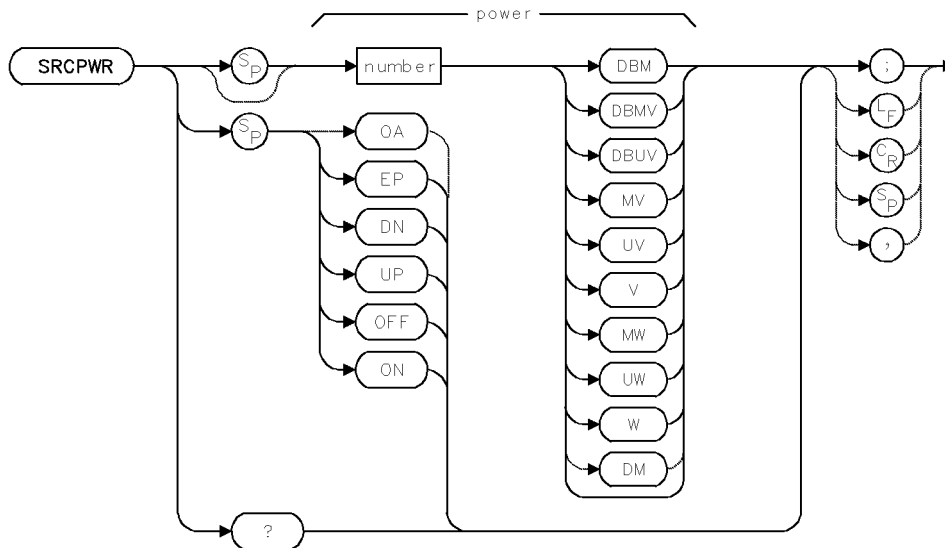 power
SRCPWR
SP
number
DBM
;
DBMV
LF
SP
OA
DBUV
CR
EP
MV
SP
DN
UV
,
UP
V
OFF
MW
ON
UW
W
DM
?